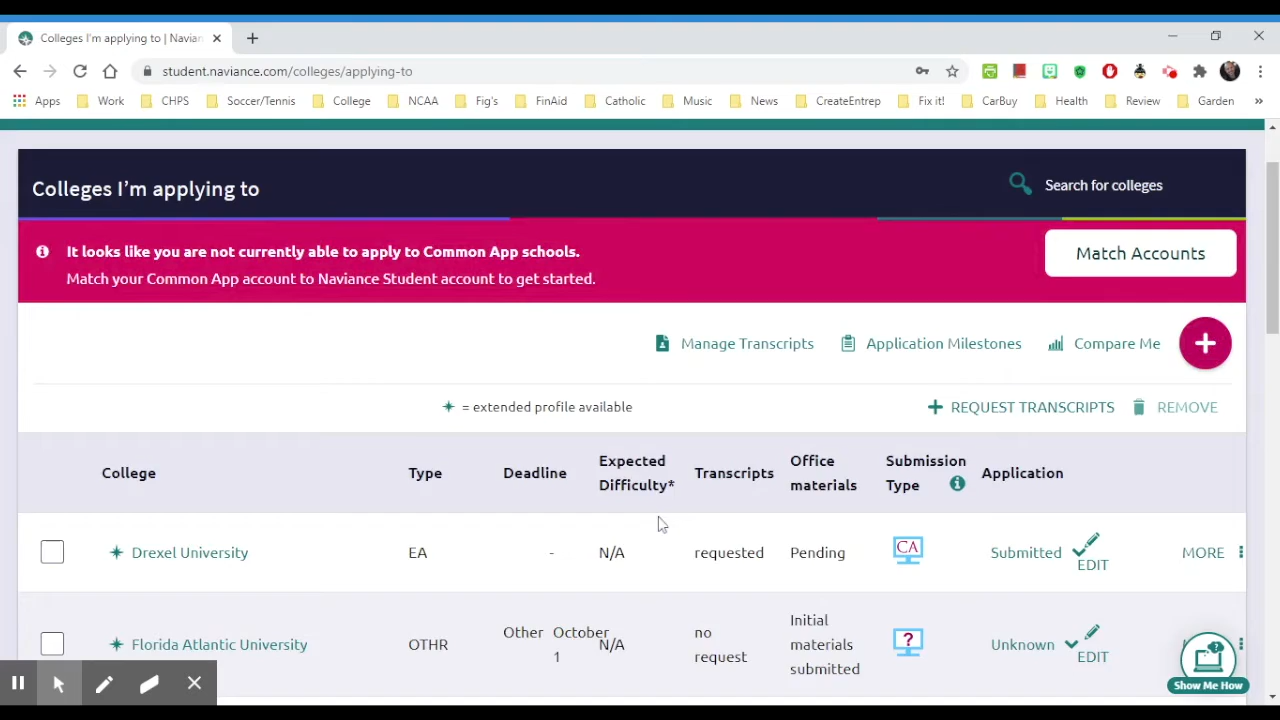 Colleges I'm applying to | Navian
student.naviance.com/colleges/applying-to
Apps Work CHPS Soccer/Tennis College NCAA Fig's FinAid Catholic Music News CreateEntrep Fix it! CarBuy Health Review Garden »
Colleges I'm applying to
Search for colleges
It looks like you are not currently able to apply to Common App schools.
Match your Common App account to Naviance Student account to get started.
Match Accounts
Manage Transcripts Application Milestones Compare Me
= extended profile available
REQUEST TRANSCRIPTS REMOVE
College Type Deadline Expected Difficulty* Transcripts Office materials Submission Type Application
Drexel University EA - N/A requested Pending CA Submitted EDIT MORE
Florida Atlantic University OTHR Other October 1 N/A no request Initial materials submitted ? Unknown EDIT
Show Me How